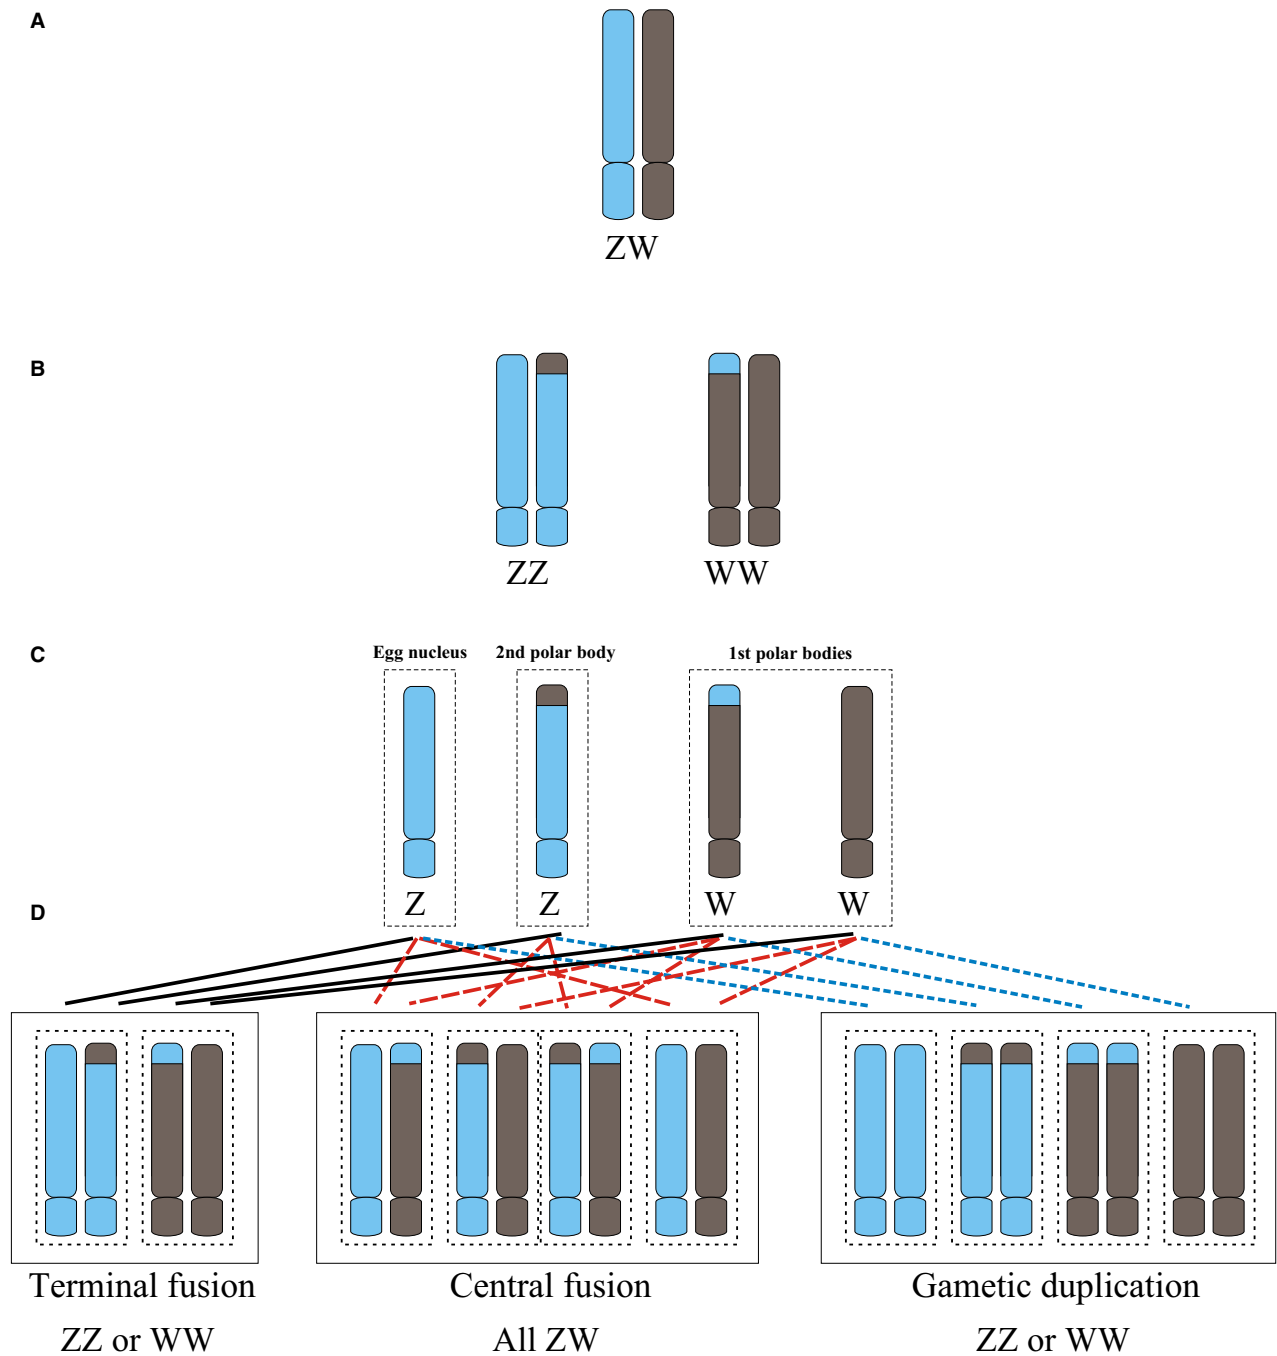 A
ZW
B
ZZ WW
C
Egg nucleus 2nd polar body 1st polar bodies
Z Z W W
D
Terminal fusion Central fusion Gametic duplication
ZZ or WW All ZW ZZ or WW